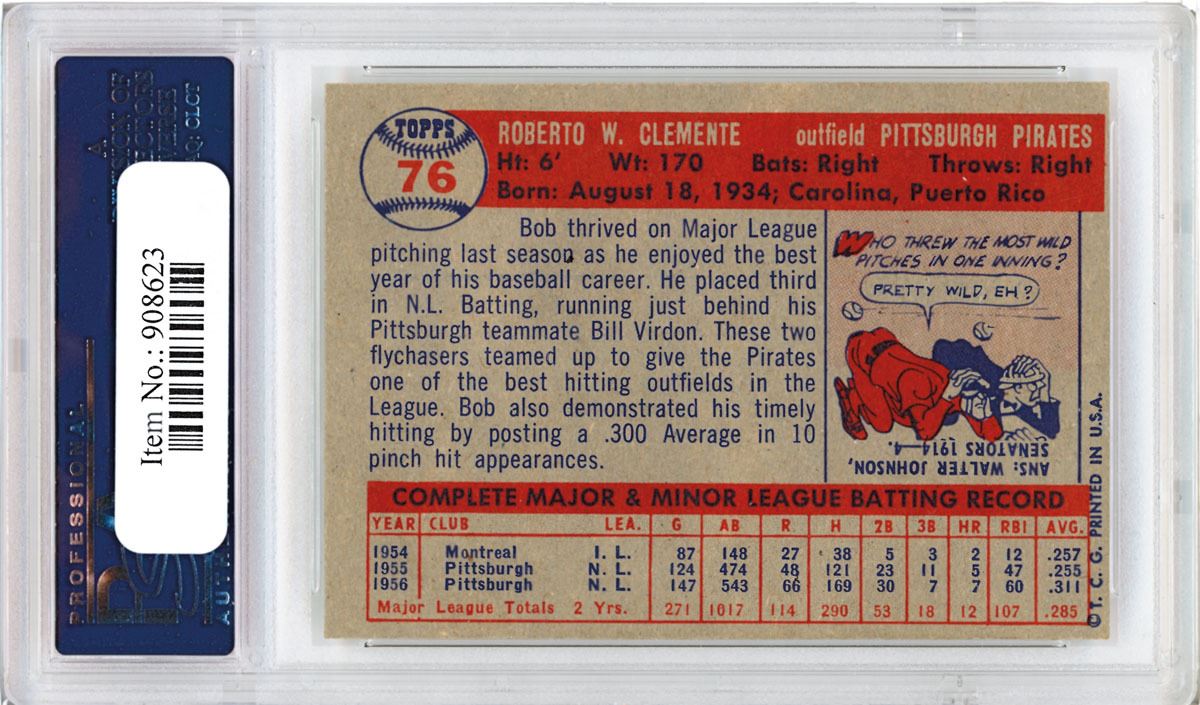 A
DIVISION OF
COLLECTORS
UNIVERSE
NASDAQ: CLCT
Item No.: 908623
PROFESSIONAL
TOPPS
76
ROBERTO W. CLEMENTE outfield PITTSBURGH PIRATES
Ht: 6' Wt: 170 Bats: Right Throws: Right
Born: August 18, 1934; Carolina, Puerto Rico
Bob thrived on Major League
pitching last season as he enjoyed the best
year of his baseball career. He placed third
in N.L. Batting, running just behind his
Pittsburgh teammate Bill Virdon. These two
flychasers teamed up to give the Pirates
one of the best hitting outfields in the
League. Bob also demonstrated his timely
hitting by posting a .300 Average in 10
pinch hit appearances.
WHO THREW THE MOST WILD
PITCHES IN ONE INNING?
PRETTY WILD, EH?
ANS: WALTER JOHNSON,
SENATORS 1914—4.
COMPLETE MAJOR & MINOR LEAGUE BATTING RECORD
YEAR CLUB LEA. G AB R H 2B 3B HR RBI AVG.
1954 Montreal I. L. 87 148 27 38 5 3 2 12 .257
1955 Pittsburgh N. L. 124 474 48 121 23 11 5 47 .255
1956 Pittsburgh N. L. 147 543 66 169 30 7 7 60 .311
Major League Totals 2 Yrs. 271 1017 114 290 53 18 12 107 .285
© T. C. G. PRINTED IN U.S.A.